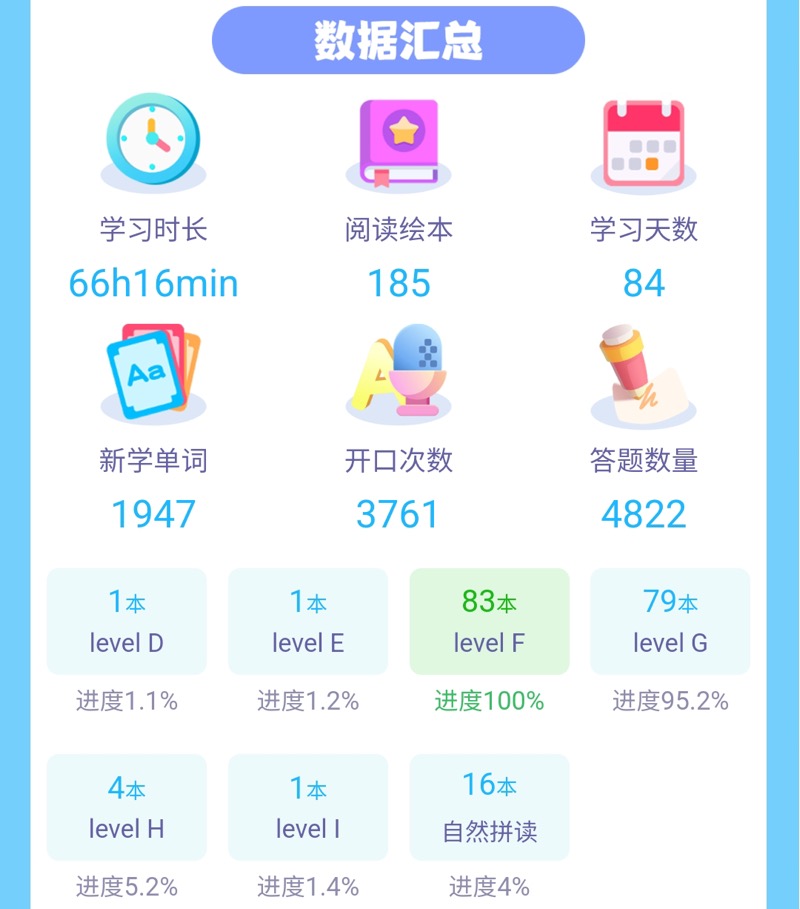 数据汇总
学习时长 阅读绘本 学习天数
66h16min 185 84
Aa A
新学单词 开口次数 答题数量
1947 3761 4822
1本 1本 83本 79本
level D level E level F level G
进度1.1% 进度1.2% 进度100% 进度95.2%
4本 1本 16本
level H level I 自然拼读
进度5.2% 进度1.4% 进度4%